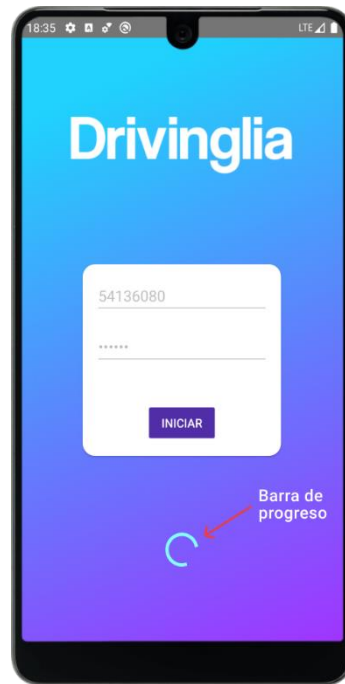 18:35
LTE
Drivinglia
54136080
······
INICIAR
Barra de
progreso